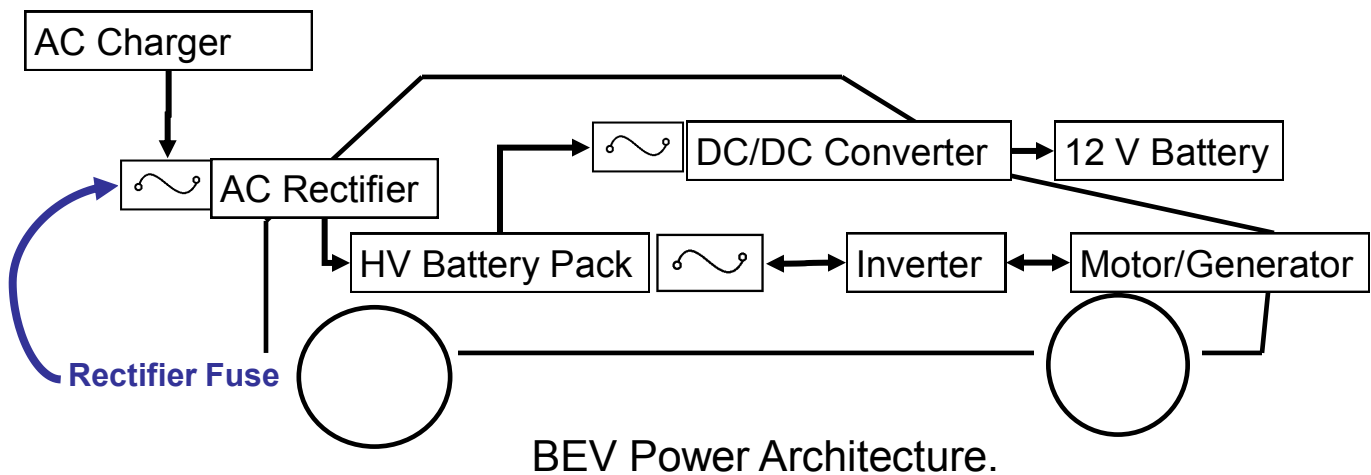 AC Charger
DC/DC Converter
12 V Battery
AC Rectifier
HV Battery Pack
Inverter
Motor/Generator
Rectifier Fuse
BEV Power Architecture.